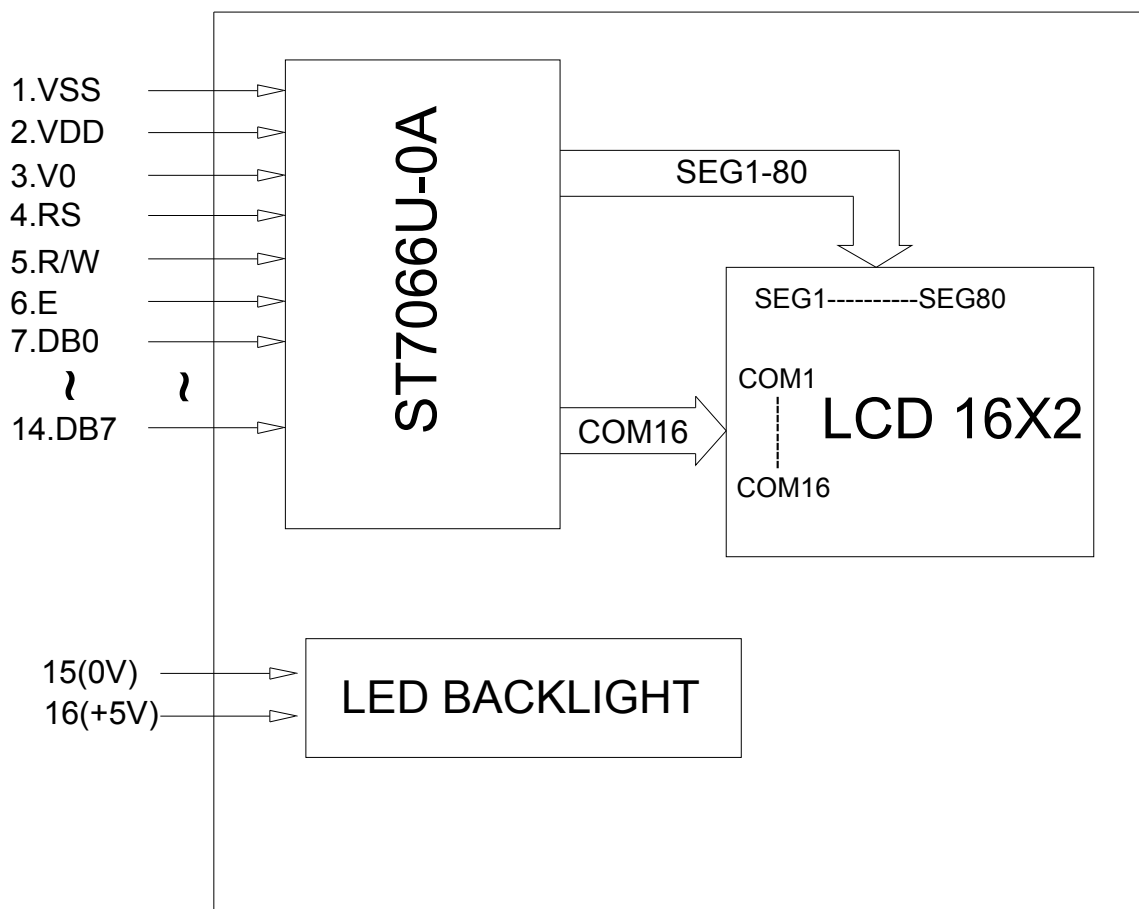 1.VSS
2.VDD
3.V0
4.RS
5.R/W
6.E
7.DB0
~ ~
14.DB7
ST7066U-0A
SEG1-80
COM16
SEG1----------SEG80
COM1
COM16
LCD 16X2
15(0V)
16(+5V)
LED BACKLIGHT